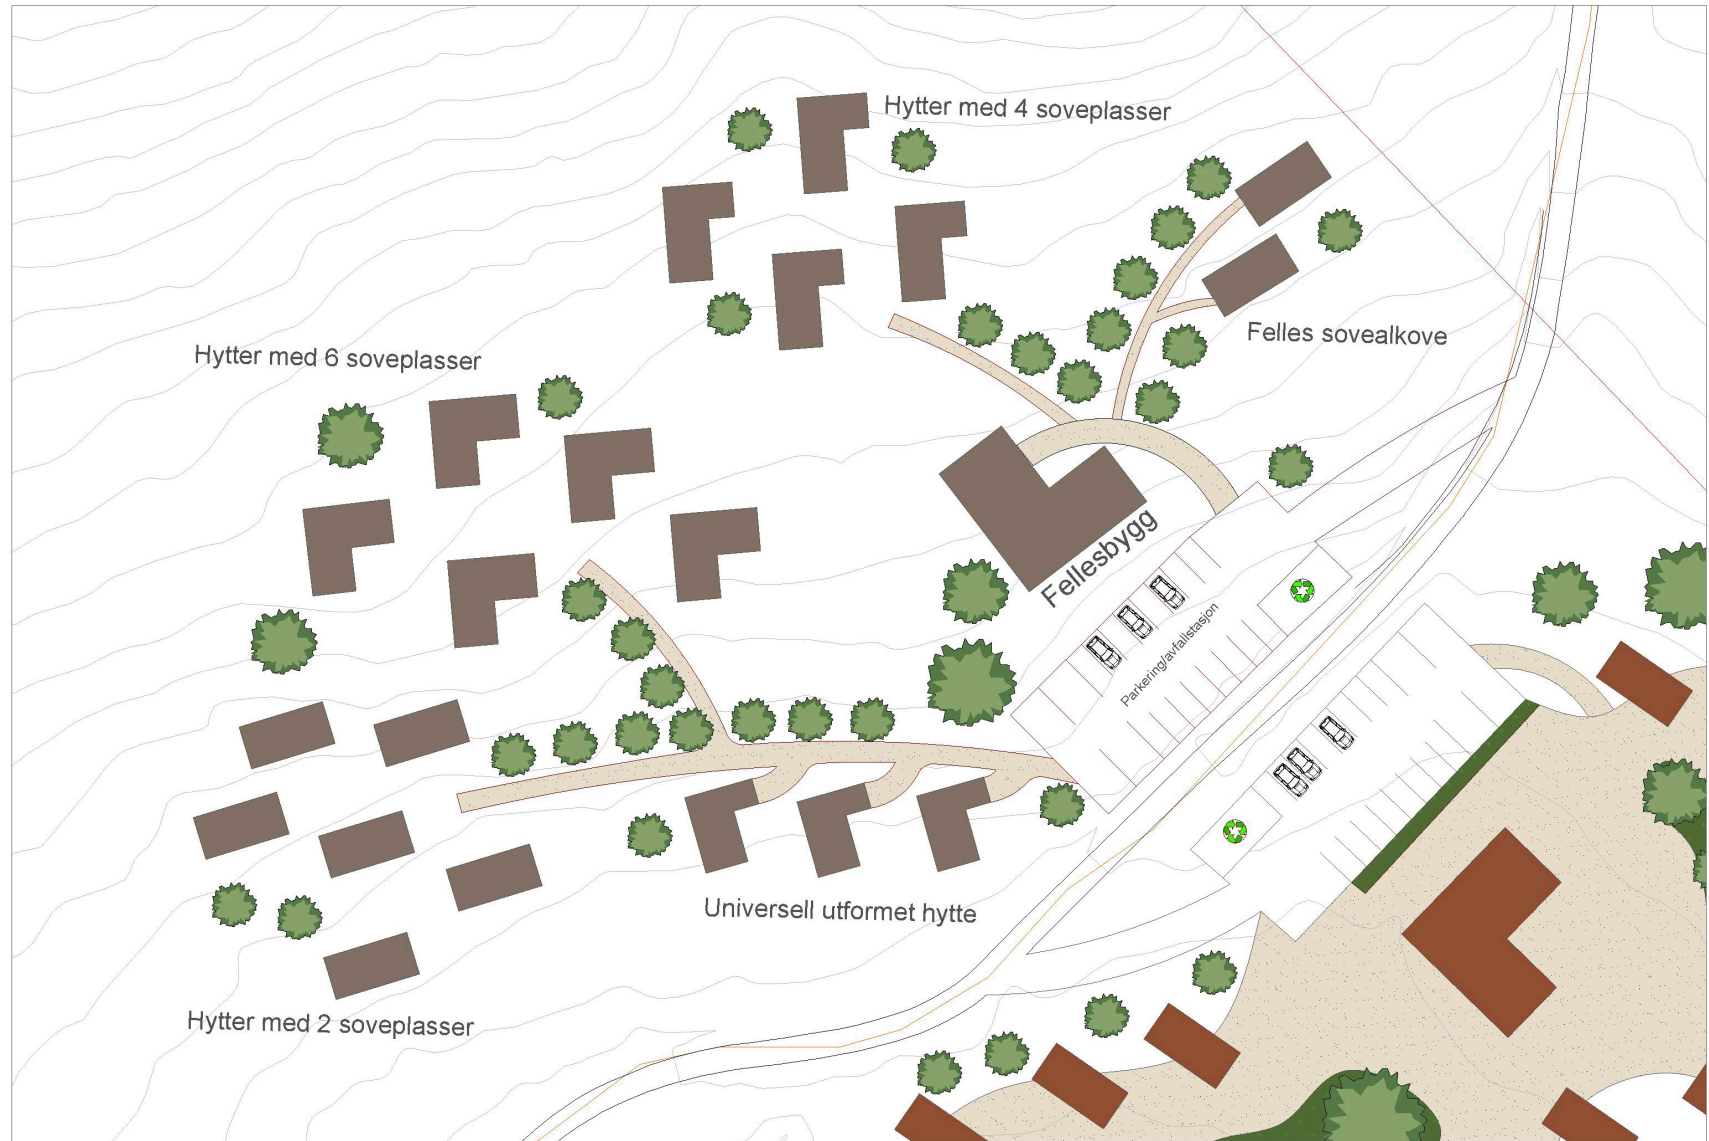 Hytter med 4 soveplasser
Felles sovealkove
Hytter med 6 soveplasser
Fellesbygg
Parkering/avfallstasjon
Universell utformet hytte
Hytter med 2 soveplasser